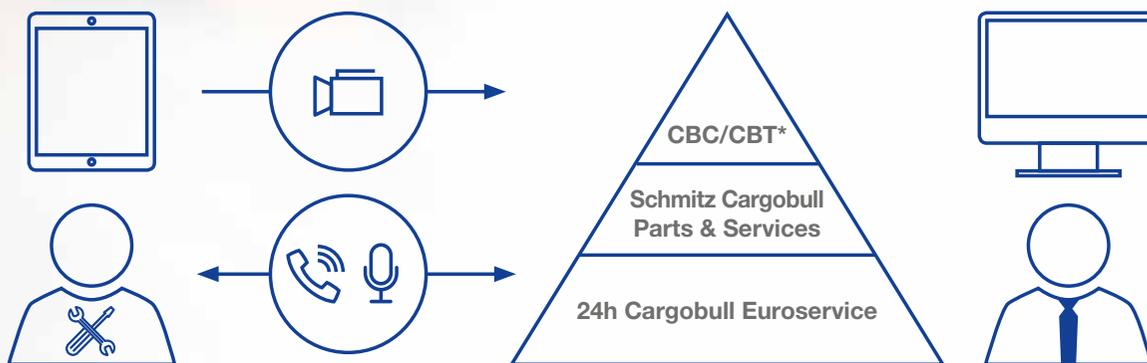 CBC/CBT*
Schmitz Cargobull
Parts & Services
24h Cargobull Euroservice